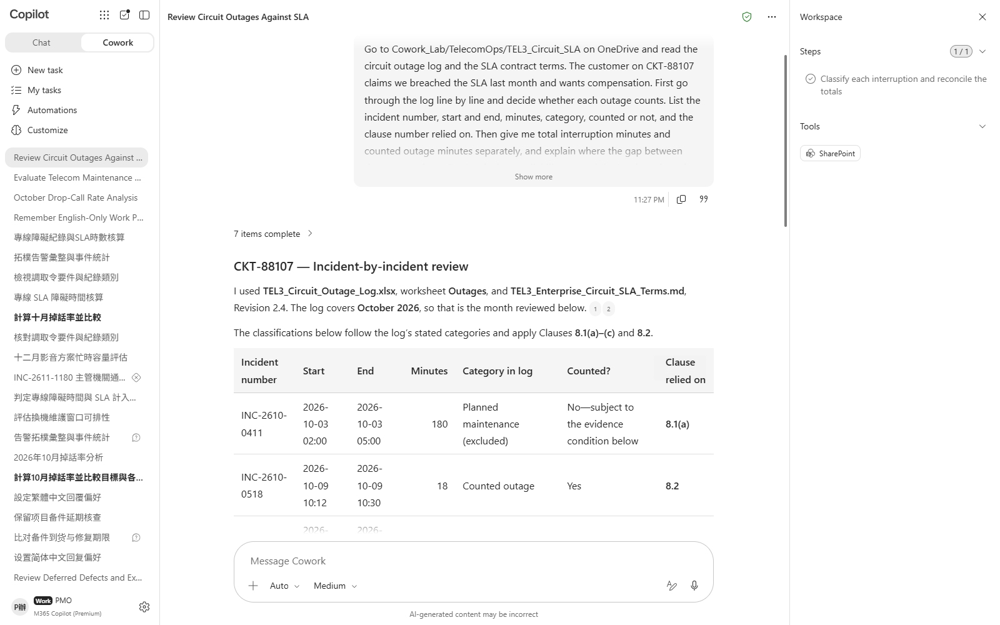 Copilot
Chat
Cowork
New task
My tasks
Automations
Customize
Review Circuit Outages Against ...
Evaluate Telecom Maintenance ...
October Drop-Call Rate Analysis
Remember English-Only Work P...
專線障礙紀錄與SLA時數核算
拓樸告警彙整與事件統計
檢視調取令要件與紀錄類別
專線 SLA 障礙時間核算
計算十月掉話率並比較
核對調取令要件與紀錄類別
十二月影音方案忙時容量評估
INC-2611-1180 主管機關通...
判定專線障礙時間與 SLA 計入...
評估換機維護窗口可排性
告警拓樸彙整與事件統計
2026年10月掉話率分析
計算10月掉話率並比較目標與各...
設定繁體中文回覆偏好
保留项目备件延期核查
比对备件到货与修复期限
设置简体中文回复偏好
Review Deferred Defects and Ex...
P辦
Work PMO
M365 Copilot (Premium)
Review Circuit Outages Against SLA
Go to Cowork_Lab/TelecomOps/TEL3_Circuit_SLA on OneDrive and read the
circuit outage log and the SLA contract terms. The customer on CKT-88107
claims we breached the SLA last month and wants compensation. First go
through the log line by line and decide whether each outage counts. List the
incident number, start and end, minutes, category, counted or not, and the
clause number relied on. Then give me total interruption minutes and
counted outage minutes separately, and explain where the gap between
Show more
11:27 PM
7 items complete
CKT-88107 — Incident-by-incident review
I used TEL3_Circuit_Outage_Log.xlsx, worksheet Outages, and TEL3_Enterprise_Circuit_SLA_Terms.md,
Revision 2.4. The log covers October 2026, so that is the month reviewed below. 1 2
The classifications below follow the log's stated categories and apply Clauses 8.1(a)–(c) and 8.2.
Incident number Start End Minutes Category in log Counted? Clause relied on
INC-2610-0411 2026-10-03 02:00 2026-10-03 05:00 180 Planned maintenance (excluded) No—subject to the evidence condition below 8.1(a)
INC-2610-0518 2026-10-09 10:12 2026-10-09 10:30 18 Counted outage Yes 8.2
2026- 2026-
Message Cowork
Auto
Medium
AI-generated content may be incorrect
Workspace
Steps
1 / 1
Classify each interruption and reconcile the
totals
Tools
SharePoint